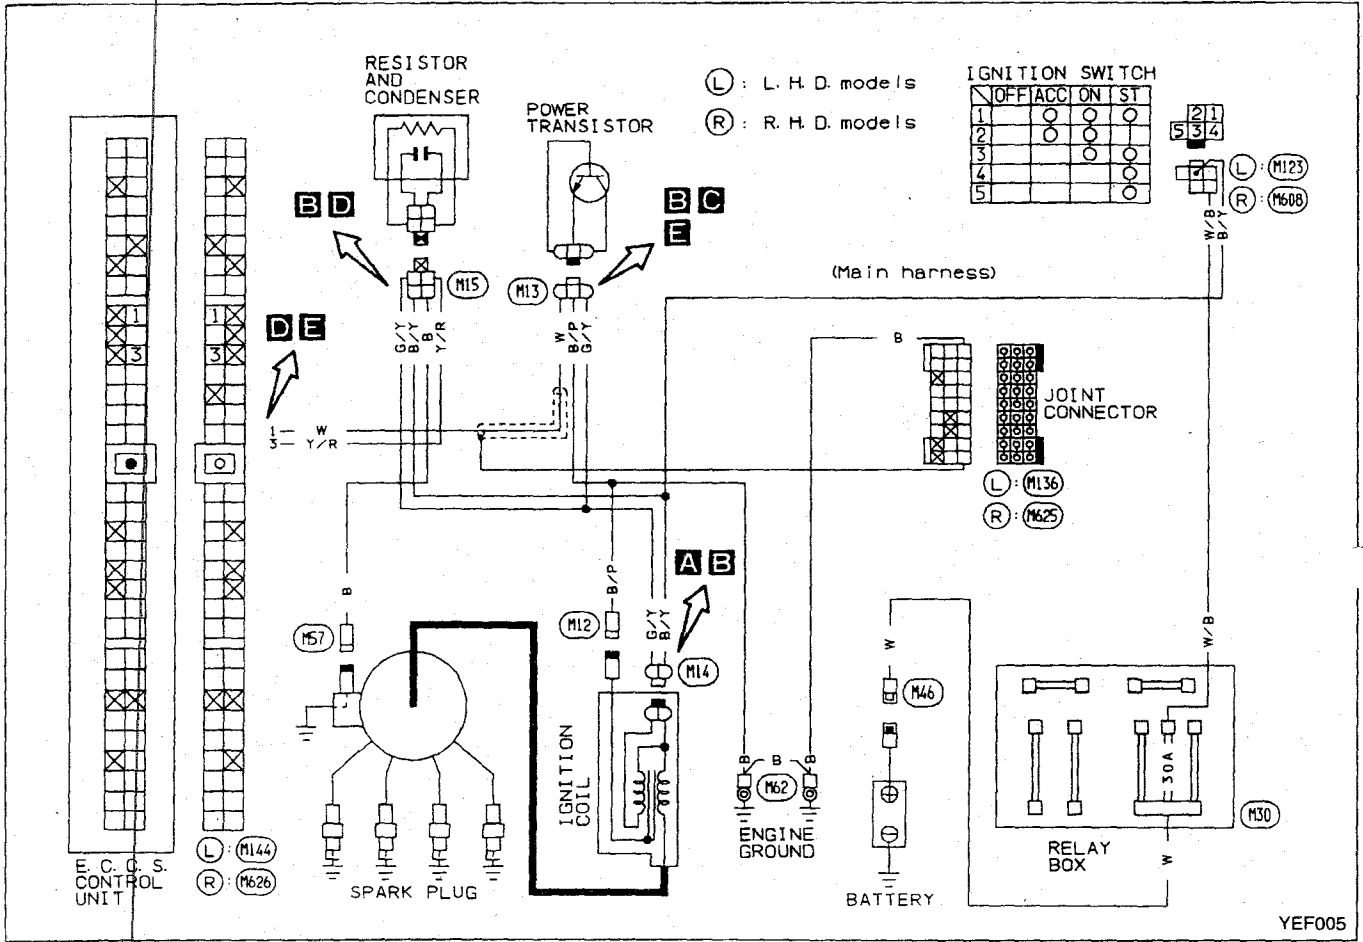 RESISTOR
AND
CONDENSER
POWER
TRANSISTOR
L : L. H. D. models
R : R. H. D. models
IGNITION SWITCH
OFF ACC ON ST
1
2
3
4
5
2 1
5 3 4
L : M123
R : M608
W/B
B/Y
B D
B C
E
M15
M13
(Main harness)
1
3
1
3
D E
G/Y
B/Y
B
Y/R
W
B/P
G/Y
B
JOINT
CONNECTOR
1 W
3 Y/R
L : M136
R : M625
A B
B
B/P
G/Y
B/Y
M57
M12
M14
W
M46
W/B
IGNITION
COIL
B
B
B
M62
30A
M30
ENGINE
GROUND
RELAY
BOX
W
L : M144
R : M626
E. C. C. S.
CONTROL
UNIT
SPARK PLUG
BATTERY
YEF005